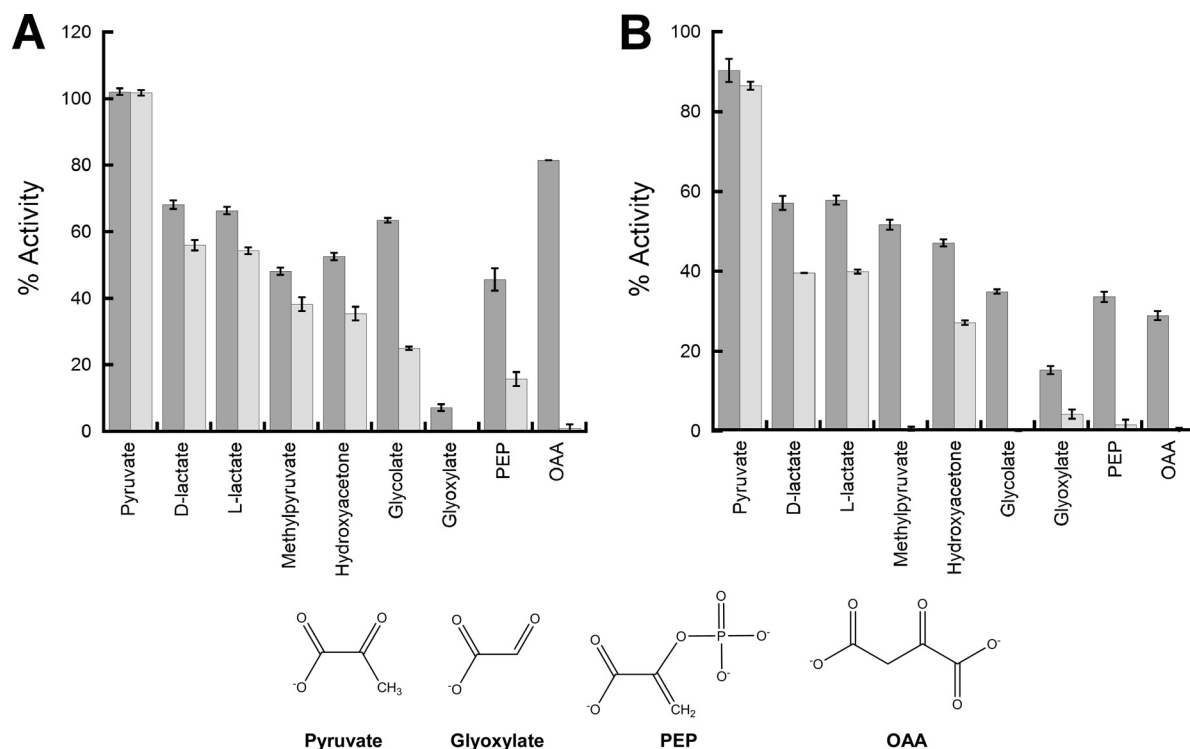 A
% Activity
120
100
80
60
40
20
0
Pyruvate
D-lactate
L-lactate
Methylpyruvate
Hydroxyacetone
Glycolate
Glyoxylate
PEP
OAA
B
% Activity
100
80
60
40
20
0
Pyruvate
D-lactate
L-lactate
Methylpyruvate
Hydroxyacetone
Glycolate
Glyoxylate
PEP
OAA
O O
-O CH3
Pyruvate
O O
-O
Glyoxylate
O
O O P O-
O-
-O CH2
PEP
O O
-O O-
O
OAA